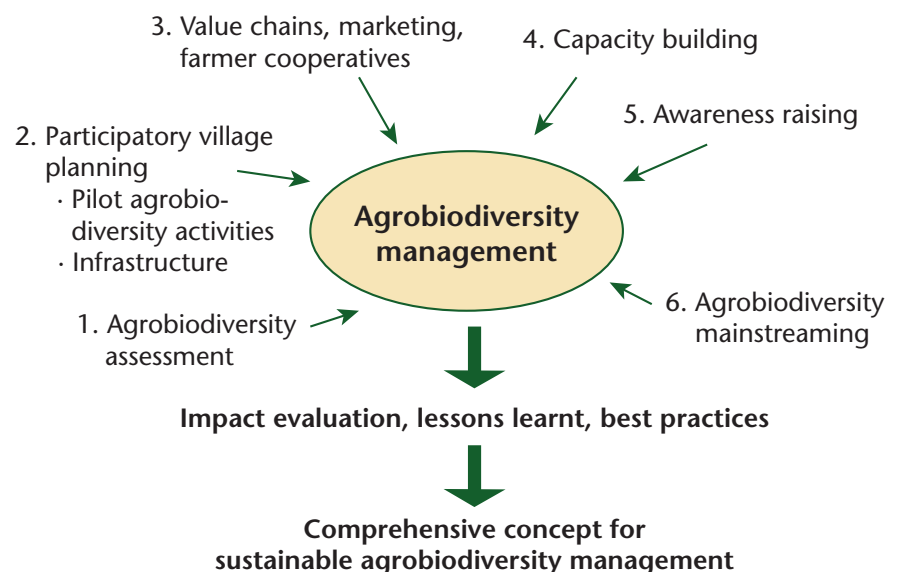 3. Value chains, marketing,
farmer cooperatives
4. Capacity building
5. Awareness raising
2. Participatory village
planning
· Pilot agrobio-
diversity activities
· Infrastructure
Agrobiodiversity
management
1. Agrobiodiversity
assessment
6. Agrobiodiversity
mainstreaming
Impact evaluation, lessons learnt, best practices
Comprehensive concept for
sustainable agrobiodiversity management